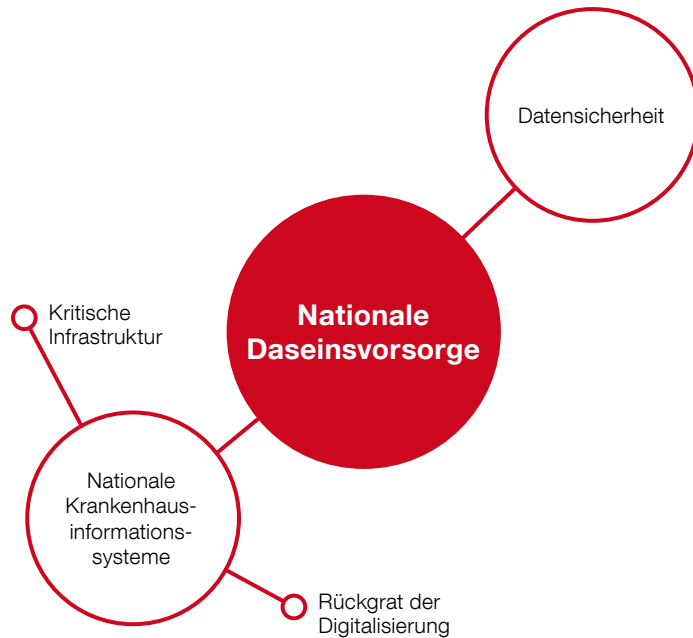 Datensicherheit
Nationale
Daseinsvorsorge
Kritische
Infrastruktur
Nationale
Krankenhaus-
informations-
systeme
Rückgrat der
Digitalisierung